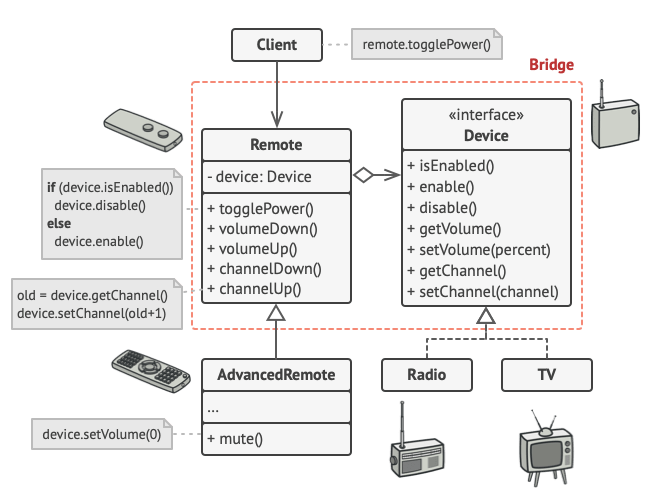 Client
remote.togglePower()
Bridge
Remote
- device: Device
+ togglePower()
+ volumeDown()
+ volumeUp()
+ channelDown()
+ channelUp()
«interface»
Device
+ isEnabled()
+ enable()
+ disable()
+ getVolume()
+ setVolume(percent)
+ getChannel()
+ setChannel(channel)
if (device.isEnabled())
device.disable()
else
device.enable()
old = device.getChannel()
device.setChannel(old+1)
AdvancedRemote
...
+ mute()
device.setVolume(0)
Radio
TV